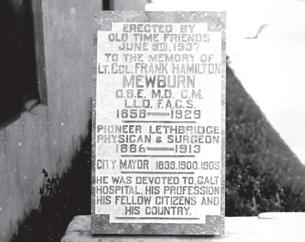 ERECTED BY
OLD TIME FRIENDS
JUNE 9TH, 1937
TO THE MEMORY OF
LT. COL. FRANK HAMILTON
MEWBURN
O.B.E. M.D. C.M.
L.L.D. F.A.C.S.
1858 — 1929
PIONEER LETHBRIDGE
PHYSICAN & SURGEON
1886 — 1913
CITY MAYOR 1899, 1900, 1905
HE WAS DEVOTED TO GALT
HOSPITAL, HIS PROFESSION
HIS FELLOW CITIZENS AND
HIS COUNTRY.